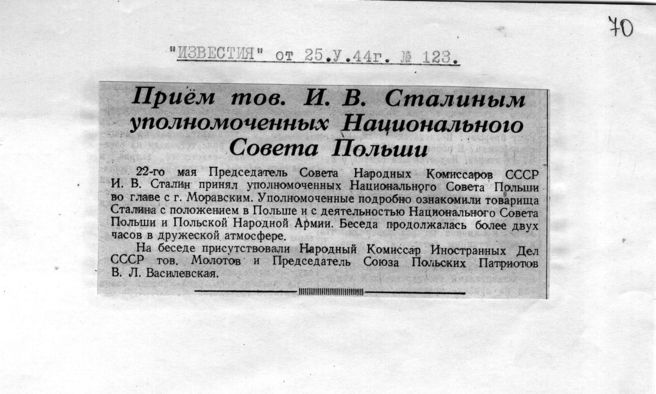 70
"ИЗВЕСТИЯ" от 25.У.44г. № 123.
Приём тов. И. В. Сталиным
уполномоченных Национального
Совета Польши
22-го мая Председатель Совета Народных Комиссаров СССР
И. В. Сталин принял уполномоченных Национального Совета Польши
во главе с г. Моравским. Уполномоченные подробно ознакомили товарища
Сталина с положением в Польше и с деятельностью Национального Совета
Польши и Польской Народной Армии. Беседа продолжалась более двух
часов в дружеской атмосфере.
На беседе присутствовали Народный Комиссар Иностранных Дел
СССР тов. Молотов и Председатель Союза Польских Патриотов
В. Л. Василевская.